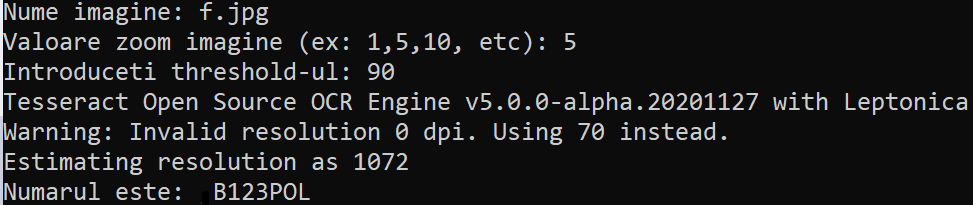 Nume imagine: f.jpg
Valoare zoom imagine (ex: 1,5,10, etc): 5
Introduceti threshold-ul: 90
Tesseract Open Source OCR Engine v5.0.0-alpha.20201127 with Leptonica
Warning: Invalid resolution 0 dpi. Using 70 instead.
Estimating resolution as 1072
Numarul este:  B123POL